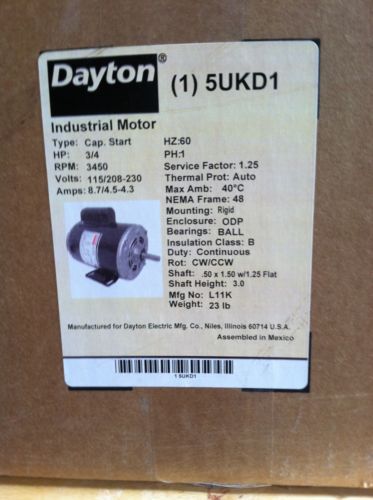 Dayton® (1) 5UKD1
Industrial Motor
Type: Cap. Start
HP: 3/4
RPM: 3450
Volts: 115/208-230
Amps: 8.7/4.5-4.3
HZ:60
PH:1
Service Factor: 1.25
Thermal Prot: Auto
Max Amb: 40°C
NEMA Frame: 48
Mounting: Rigid
Enclosure: ODP
Bearings: BALL
Insulation Class: B
Duty: Continuous
Rot: CW/CCW
Shaft: .50 x 1.50 w/1.25 Flat
Shaft Height: 3.0
Mfg No: L11K
Weight: 23 lb
Manufactured for Dayton Electric Mfg. Co., Niles, Illinois 60714 U.S.A.
Assembled in Mexico
1 5UKD1